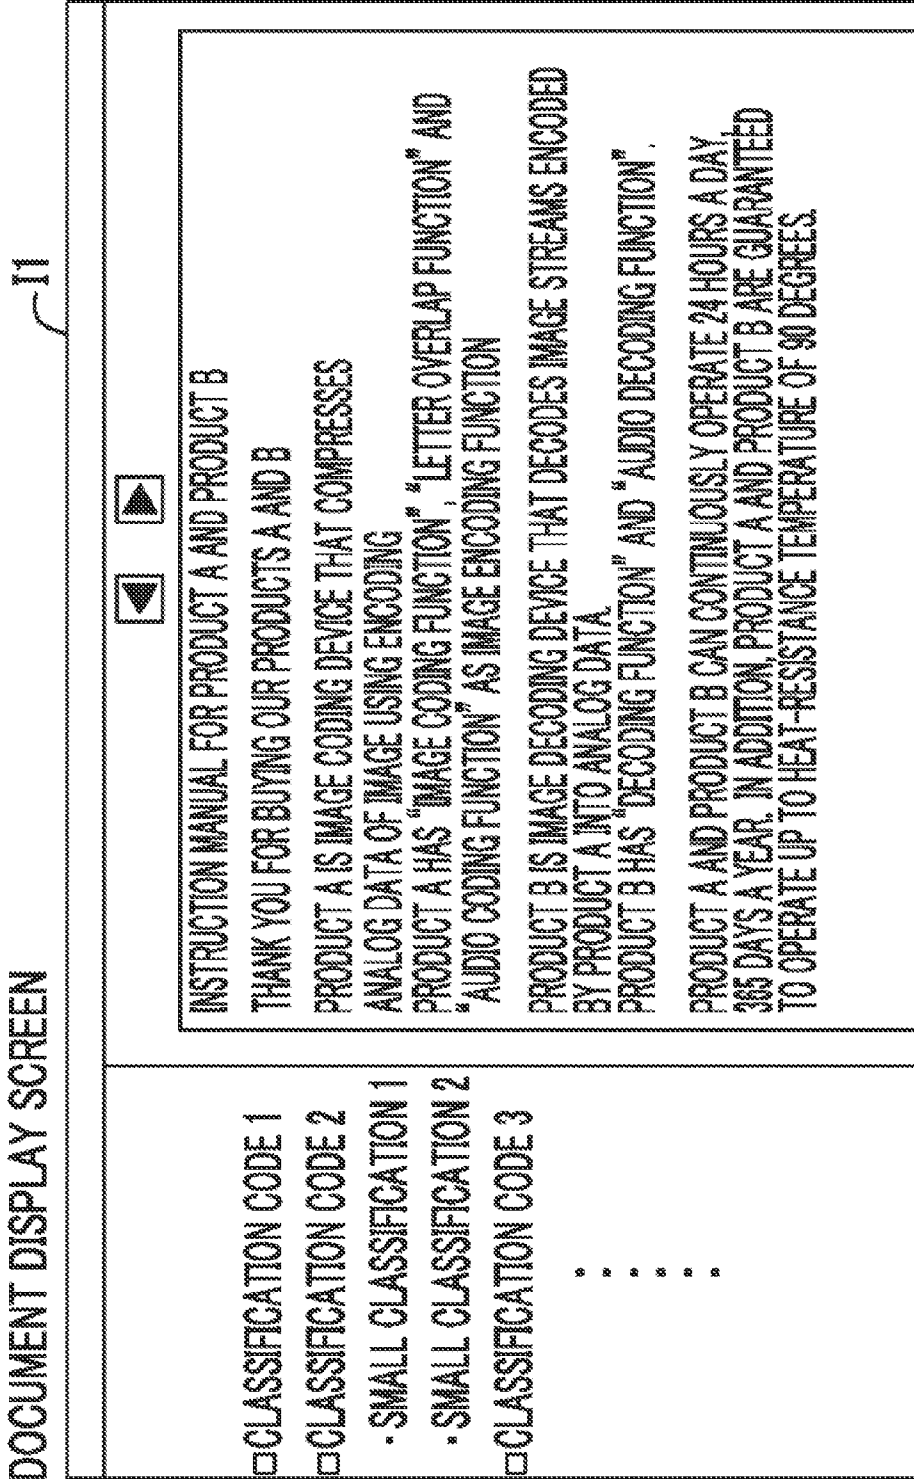 DOCUMENT DISPLAY SCREEN
I1
□CLASSIFICATION CODE 1
□CLASSIFICATION CODE 2
・SMALL CLASSIFICATION 1
・SMALL CLASSIFICATION 2
□CLASSIFICATION CODE 3
・・・・・・
INSTRUCTION MANUAL FOR PRODUCT A AND PRODUCT B
THANK YOU FOR BUYING OUR PRODUCTS A AND B
PRODUCT A IS IMAGE CODING DEVICE THAT COMPRESSES
ANALOG DATA OF IMAGE USING ENCODING
PRODUCT A HAS "IMAGE CODING FUNCTION", "LETTER OVERLAP FUNCTION" AND
"AUDIO CODING FUNCTION" AS IMAGE ENCODING FUNCTION
PRODUCT B IS IMAGE DECODING DEVICE THAT DECODES IMAGE STREAMS ENCODED
BY PRODUCT A INTO ANALOG DATA.
PRODUCT B HAS "DECODING FUNCTION" AND "AUDIO DECODING FUNCTION".
PRODUCT A AND PRODUCT B CAN CONTINUOUSLY OPERATE 24 HOURS A DAY,
365 DAYS A YEAR. IN ADDITION, PRODUCT A AND PRODUCT B ARE GUARANTEED
TO OPERATE UP TO HEAT-RESISTANCE TEMPERATURE OF 90 DEGREES.